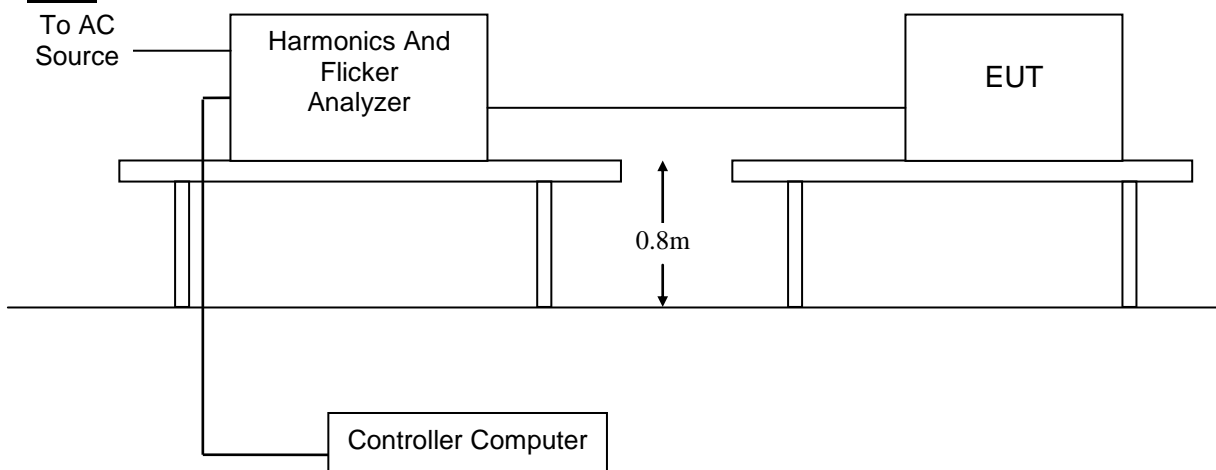 To AC
Source
Harmonics And
Flicker
Analyzer
EUT
0.8m
Controller Computer